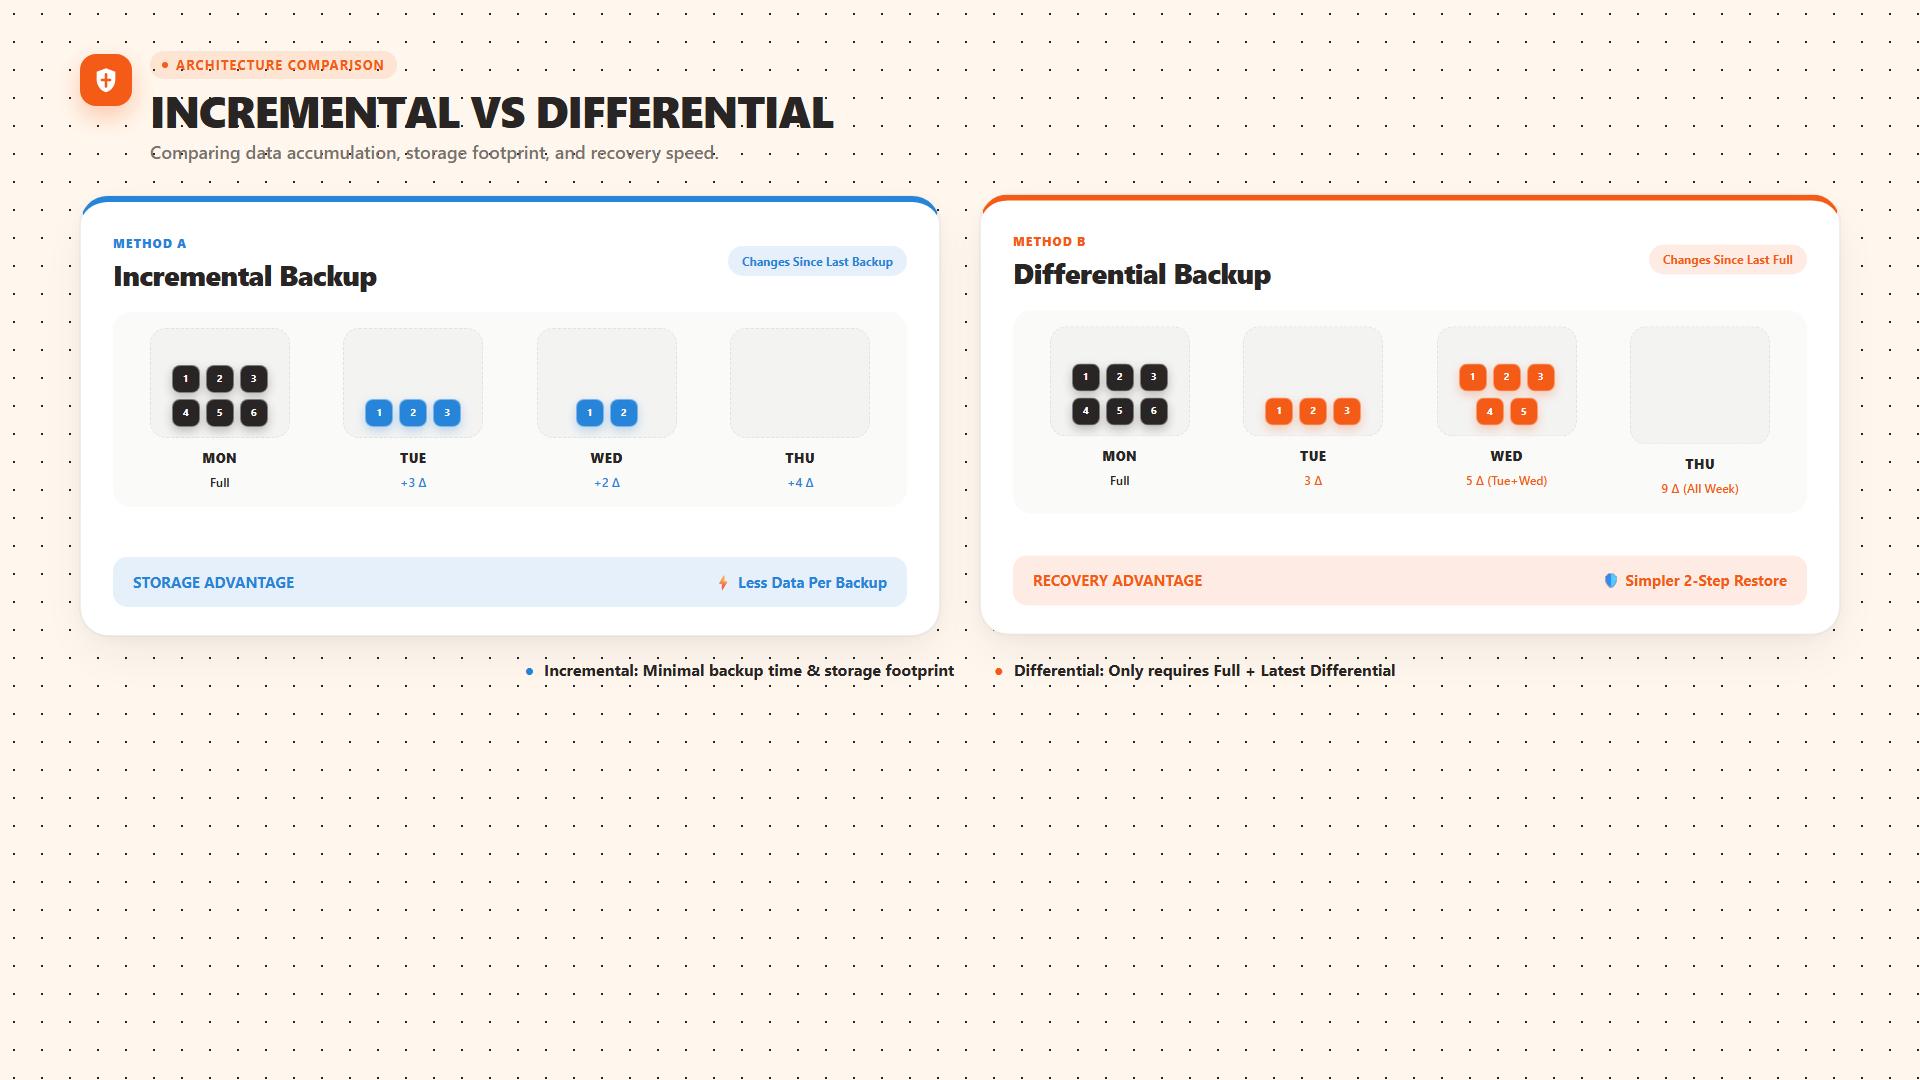 ARCHITECTURE COMPARISON
INCREMENTAL VS DIFFERENTIAL
Comparing data accumulation, storage footprint, and recovery speed.
METHOD A
Incremental Backup
Changes Since Last Backup
1 2 3
4 5 6
MON
Full
1 2 3
TUE
+3 Δ
1 2
WED
+2 Δ
THU
+4 Δ
STORAGE ADVANTAGE
Less Data Per Backup
METHOD B
Differential Backup
Changes Since Last Full
1 2 3
4 5 6
MON
Full
1 2 3
TUE
3 Δ
1 2 3
4 5
WED
5 Δ (Tue+Wed)
THU
9 Δ (All Week)
RECOVERY ADVANTAGE
Simpler 2-Step Restore
Incremental: Minimal backup time & storage footprint
Differential: Only requires Full + Latest Differential